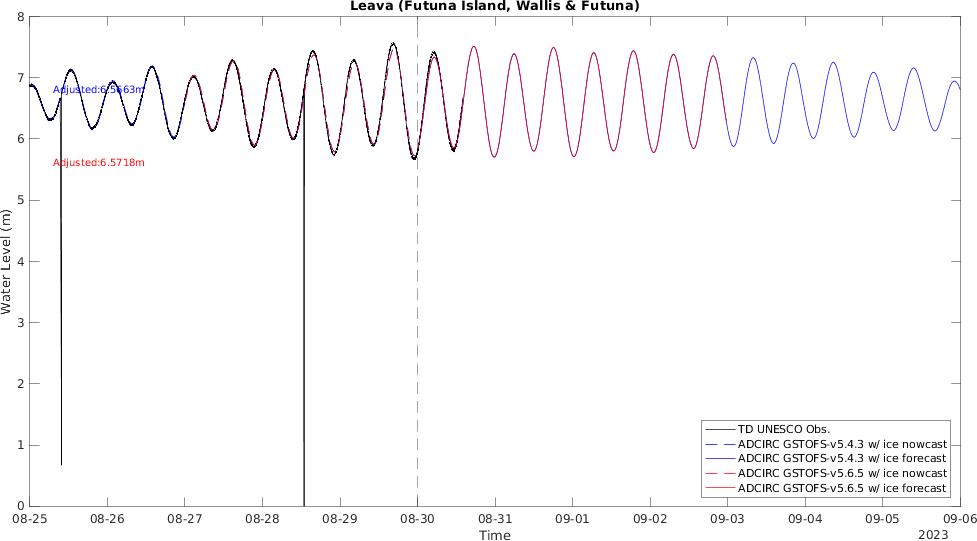 Leava (Futuna Island, Wallis & Futuna)
8
7
6
5
4
3
2
1
0
Water Level (m)
Adjusted:6.5663m
Adjusted:6.5718m
TD UNESCO Obs.
ADCIRC GSTOFS-v5.4.3 w/ ice nowcast
ADCIRC GSTOFS-v5.4.3 w/ ice forecast
ADCIRC GSTOFS-v5.6.5 w/ ice nowcast
ADCIRC GSTOFS-v5.6.5 w/ ice forecast
08-25 08-26 08-27 08-28 08-29 08-30 08-31 09-01 09-02 09-03 09-04 09-05 09-06
Time
2023